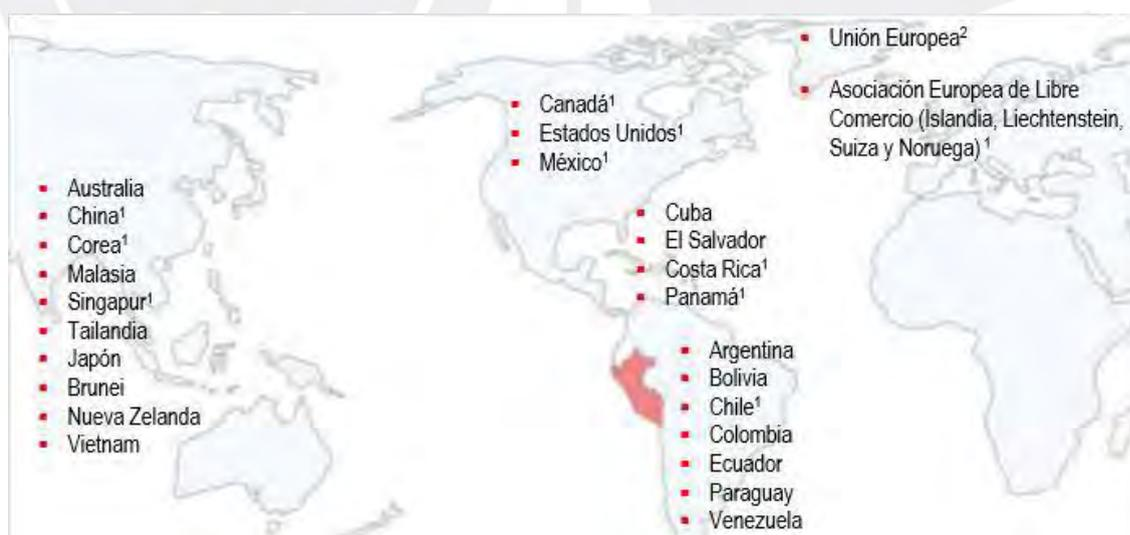 ▪ Unión Europea²
▪ Asociación Europea de Libre
Comercio (Islandia, Liechtenstein,
Suiza y Noruega) ¹
▪ Canadá¹
▪ Estados Unidos¹
▪ México¹
▪ Australia
▪ China¹
▪ Corea¹
▪ Malasia
▪ Singapur¹
▪ Tailandia
▪ Japón
▪ Brunei
▪ Nueva Zelanda
▪ Vietnam
▪ Cuba
▪ El Salvador
▪ Costa Rica¹
▪ Panamá¹
▪ Argentina
▪ Bolivia
▪ Chile¹
▪ Colombia
▪ Ecuador
▪ Paraguay
▪ Venezuela